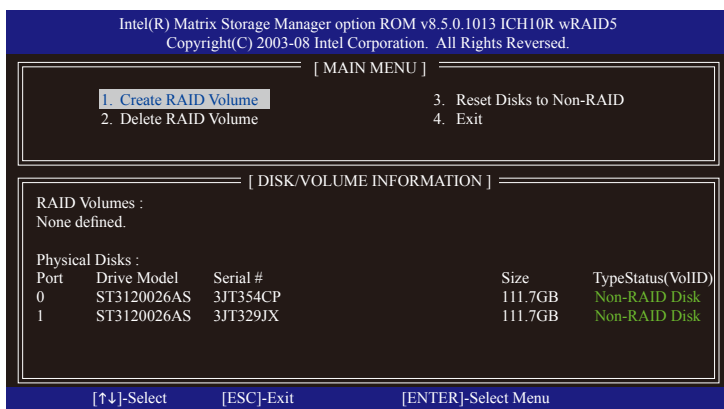 Intel(R) Matrix Storage Manager option ROM v8.5.0.1013 ICH10R wRAID5
Copyright(C) 2003-08 Intel Corporation. All Rights Reversed.
[ MAIN MENU ]
1. Create RAID Volume 3. Reset Disks to Non-RAID
2. Delete RAID Volume 4. Exit
[ DISK/VOLUME INFORMATION ]
RAID Volumes :
None defined.
Physical Disks :
Port Drive Model Serial # Size TypeStatus(VolID)
0 ST3120026AS 3JT354CP 111.7GB Non-RAID Disk
1 ST3120026AS 3JT329JX 111.7GB Non-RAID Disk
[↑↓]-Select [ESC]-Exit [ENTER]-Select Menu